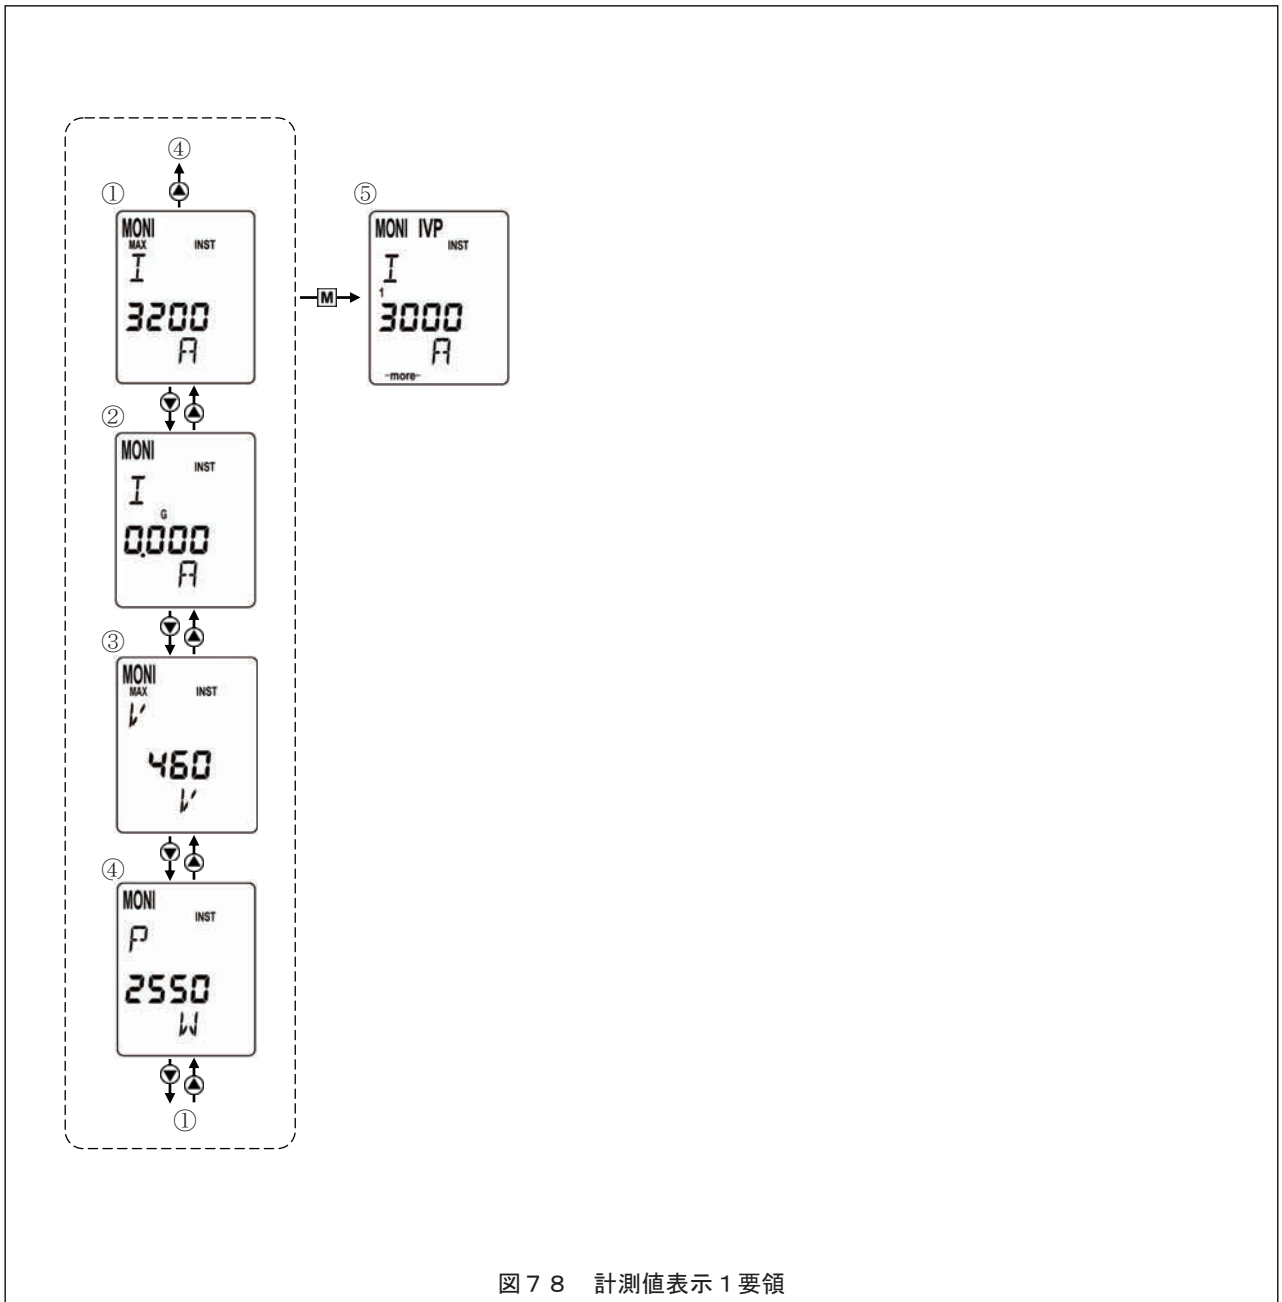 ④
①
MONI
MAX INST
I
3200
A
②
MONI
INST
I
G
0.000
A
③
MONI
MAX INST
V
460
V
④
MONI
INST
P
2550
W
①
M
⑤
MONI IVP
INST
I
1
3000
A
-more-
図78 計測値表示1要領